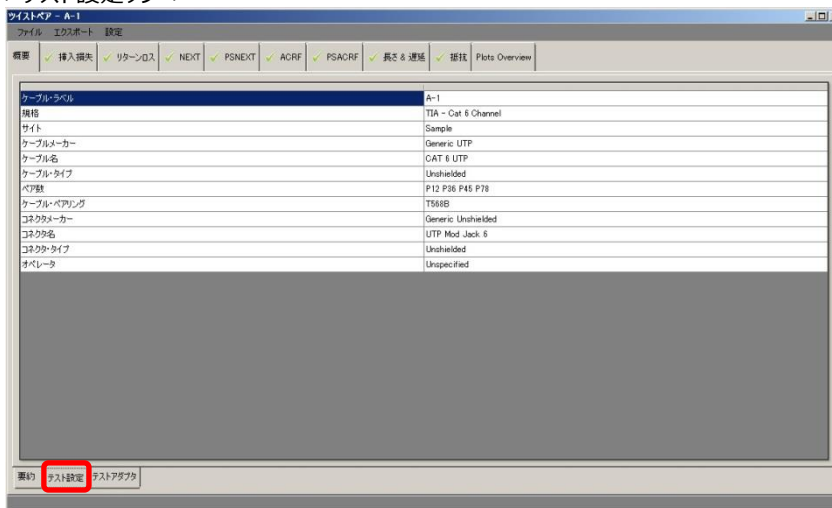 ツイストペア - A-1
ファイル エクスポート 設定
概要 挿入損失 リターンロス NEXT PSNEXT ACRF PSACRF 長さ & 遅延 抵抗 Plots Overview
ケーブル・ラベル A-1
規格 TIA - Cat 6 Channel
サイト Sample
ケーブルメーカー Generic UTP
ケーブル名 CAT 6 UTP
ケーブル・タイプ Unshielded
ペア数 P12 P36 P45 P78
ケーブル・ペアリング T568B
コネクタメーカー Generic Unshielded
コネクタ名 UTP Mod Jack 6
コネクタ・タイプ Unshielded
オペレータ Unspecified
要約 テスト設定 テストアダプタ